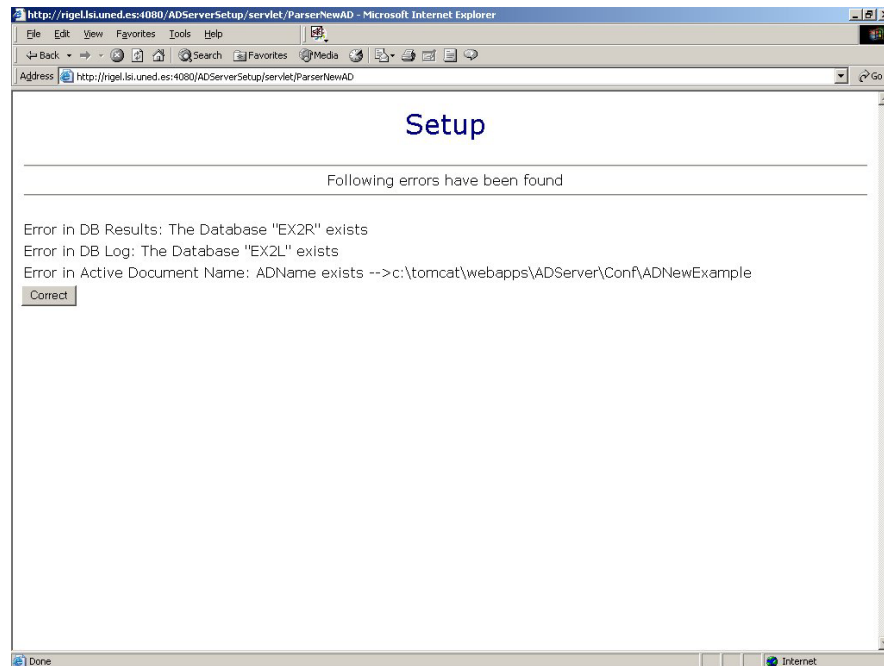 http://rigel.lsi.uned.es:4080/ADServerSetup/servlet/ParserNewAD - Microsoft Internet Explorer
File Edit View Favorites Tools Help
Back Search Favorites Media
Address http://rigel.lsi.uned.es:4080/ADServerSetup/servlet/ParserNewAD Go
Setup
Following errors have been found
Error in DB Results: The Database "EX2R" exists
Error in DB Log: The Database "EX2L" exists
Error in Active Document Name: ADName exists -->c:\tomcat\webapps\ADServer\Conf\ADNewExample
Correct
Done Internet